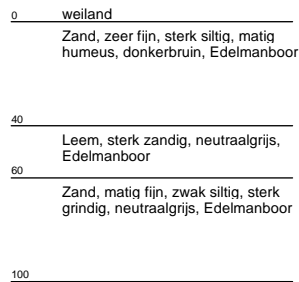 0 weiland
Zand, zeer fijn, sterk siltig, matig
humeus, donkerbruin, Edelmanboor
40
Leem, sterk zandig, neutraalgrijs,
Edelmanboor
60
Zand, matig fijn, zwak siltig, sterk
grindig, neutraalgrijs, Edelmanboor
100